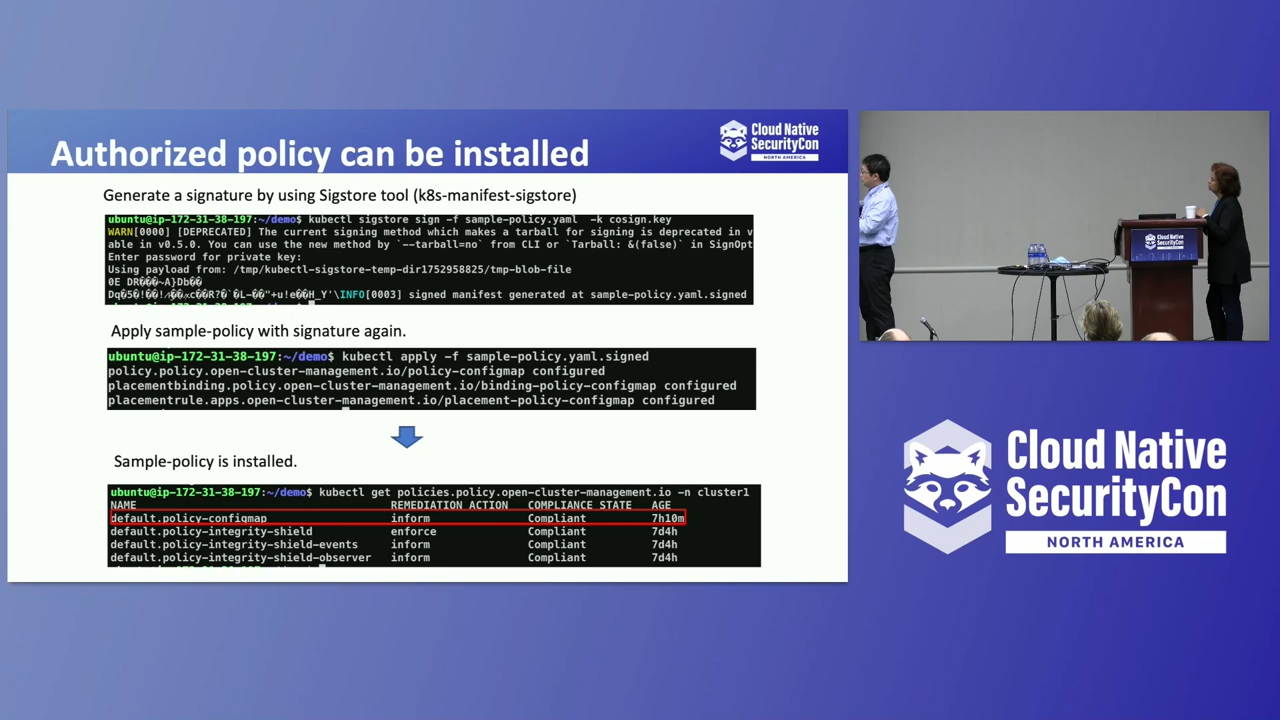 Authorized policy can be installed
Cloud Native
SecurityCon
NORTH AMERICA
Generate a signature by using Sigstore tool (k8s-manifest-sigstore)
ubuntu@ip-172-31-38-197:~/demo$ kubectl sigstore sign -f sample-policy.yaml -k cosign.key
WARN[0000] [DEPRECATED] The current signing method which makes a tarball for signing is deprecated in v
able in v0.5.0. You can use the new method by `--tarball=no` from CLI or `Tarball: &(false)` in SignOpt
Enter password for private key:
Using payload from: /tmp/kubectl-sigstore-temp-dir1752958825/tmp-blob-file
INFO[0003] signed manifest generated at sample-policy.yaml.signed
Apply sample-policy with signature again.
ubuntu@ip-172-31-38-197:~/demo$ kubectl apply -f sample-policy.yaml.signed
policy.policy.open-cluster-management.io/policy-configmap configured
placementbinding.policy.open-cluster-management.io/binding-policy-configmap configured
placementrule.apps.open-cluster-management.io/placement-policy-configmap configured
Sample-policy is installed.
ubuntu@ip-172-31-38-197:~/demo$ kubectl get policies.policy.open-cluster-management.io -n cluster1
NAME REMEDIATION ACTION COMPLIANCE STATE AGE
default.policy-configmap inform Compliant 7h10m
default.policy-integrity-shield enforce Compliant 7d4h
default.policy-integrity-shield-events inform Compliant 7d4h
default.policy-integrity-shield-observer inform Compliant 7d4h
Cloud Native
SecurityCon
Cloud Native
SecurityCon
NORTH AMERICA